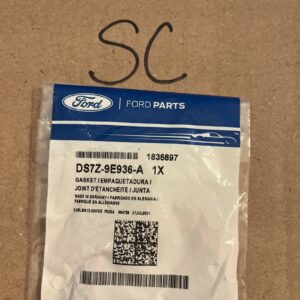 SC
Ford
FORD PARTS
1836897
DS7Z-9E936-A 1X
GASKET / EMPAQUETADURA /
JOINT D'ÉTANCHÉITÉ / JUNTA
MADE IN GERMANY / FABRICADO EN ALEMANIA /
FABRIQUÉ EN ALLEMAGNE